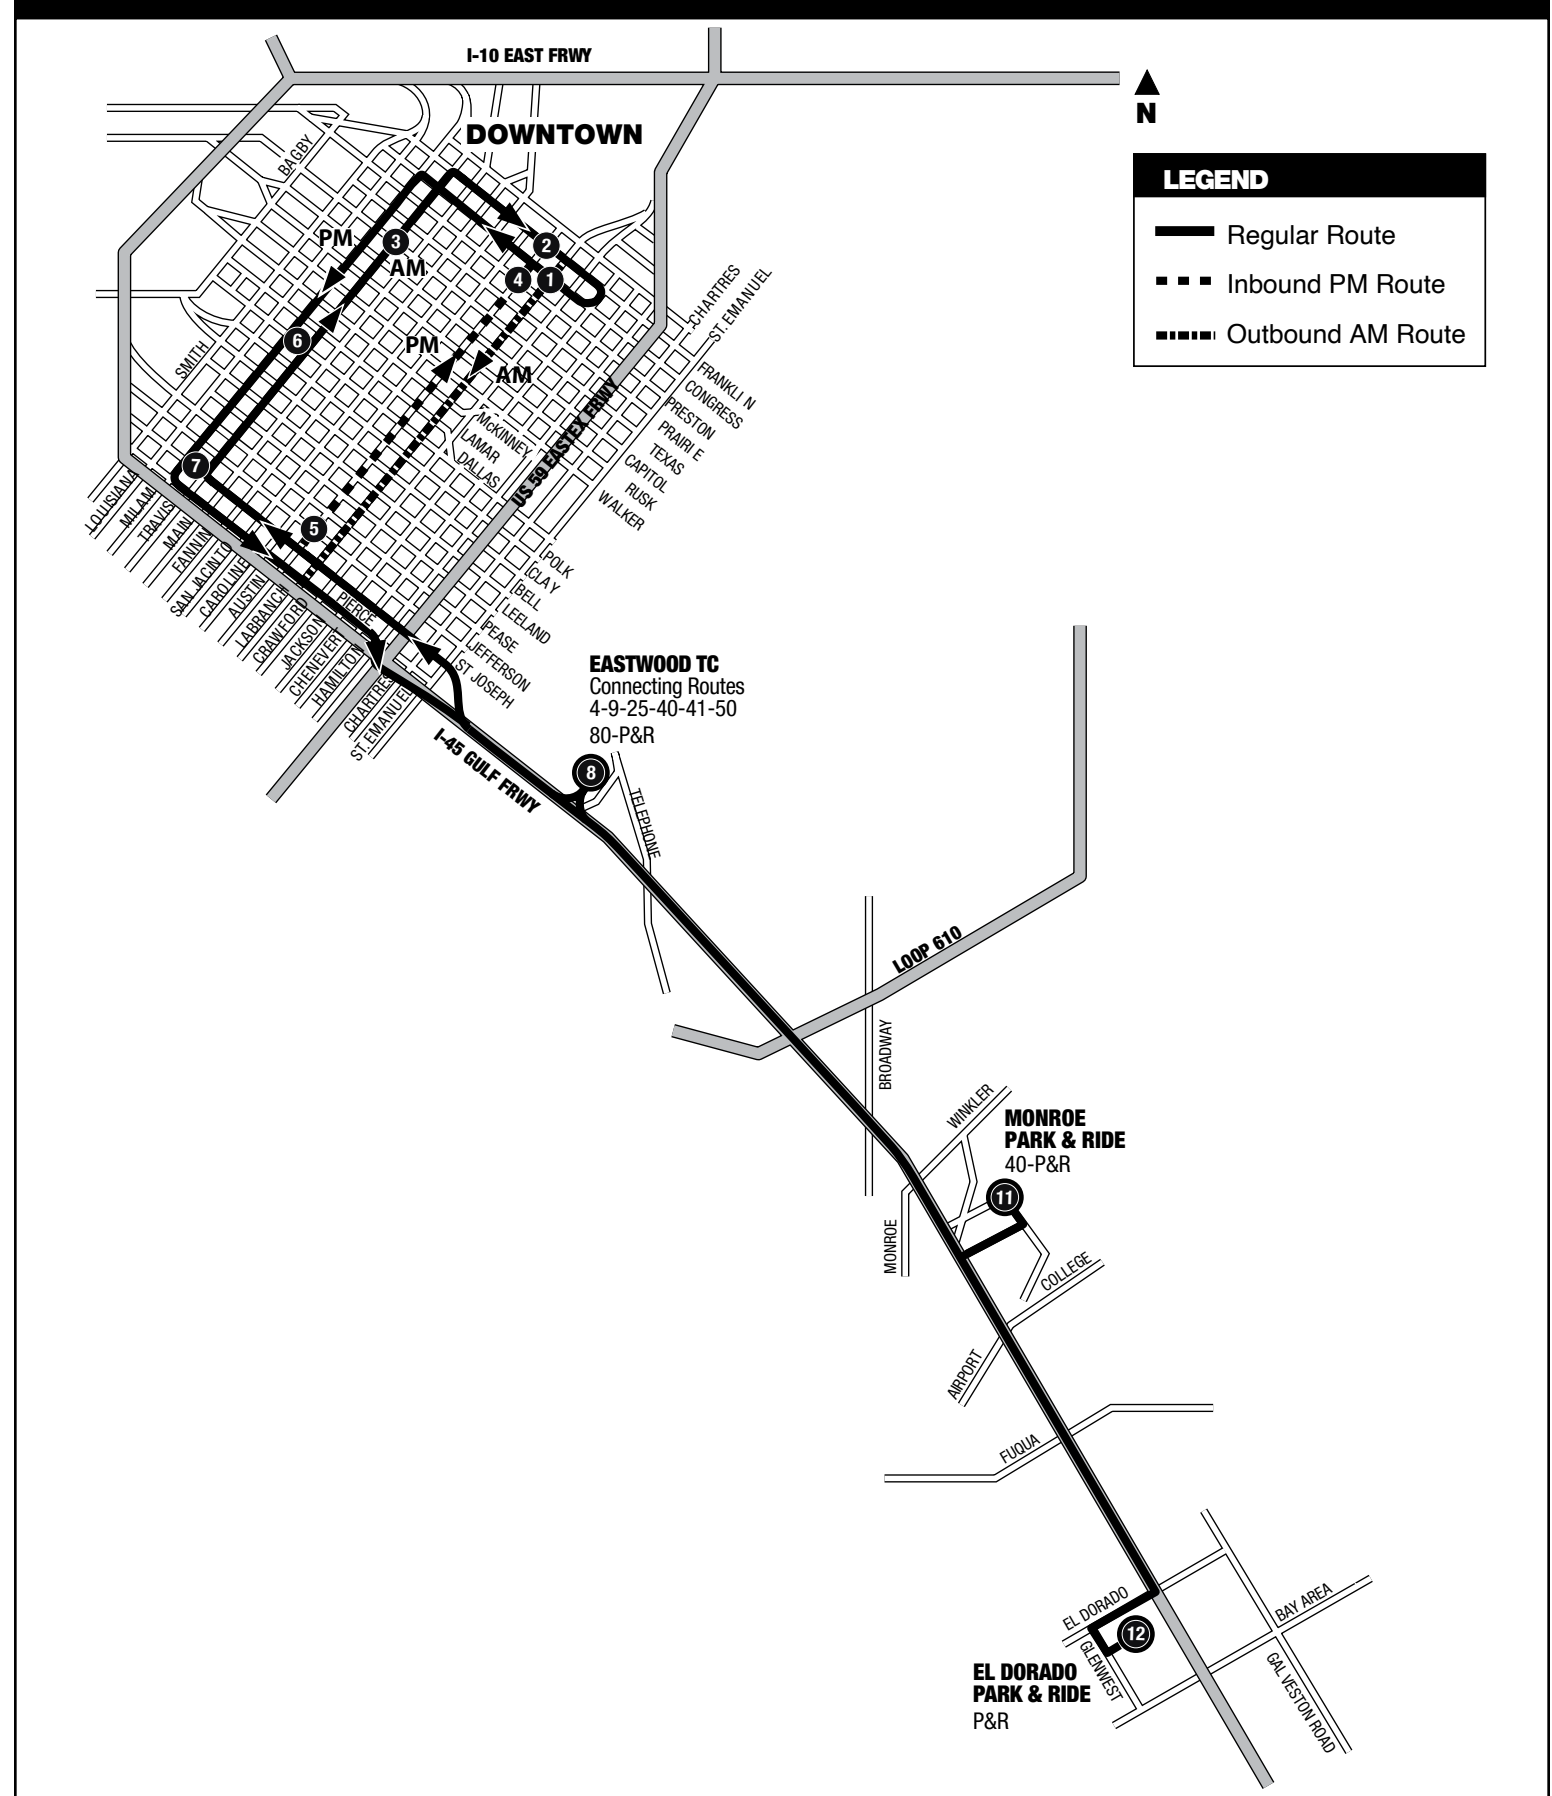 I-10 EAST FRWY
N
DOWNTOWN
LEGEND
Regular Route
Inbound PM Route
Outbound AM Route
BAGBY
PM
3
AM
2
4
1
CHARTRES
ST. EMANUEL
6
SMITH
PM
AM
FRANKLI N
CONGRESS
PRESTON
PRAIRI E
TEXAS
CAPITOL
RUSK
WALKER
McKINNEY
LAMAR
DALLAS
US 59 EASTEX FRWY
7
5
LOUISIANA
MILAM
TRAVIS
MAIN
FANNIN
SAN JACINTO
CAROLINE
AUSTIN
LABRANCH
CRAWFORD
JACKSON
CHENEVERT
HAMILTON
CHARTRES
ST.EMANUEL
PIERCE
POLK
CLA Y
BELL
LEELAND
PEASE
JEFFERSON
ST JOSEPH
EASTWOOD TC
Connecting Routes
4-9-25-40-41-50
80-P&R
I-45 GULF FRWY
8
TELEPHONE
LOOP 610
BROADWAY
WINKLER
MONROE
PARK & RIDE
40-P&R
11
MONROE
COLLEGE
AIRPORT
FUQUA
EL DORADO
12
BAY AREA
GLENWEST
GAL VESTON ROAD
EL DORADO
PARK & RIDE
P&R